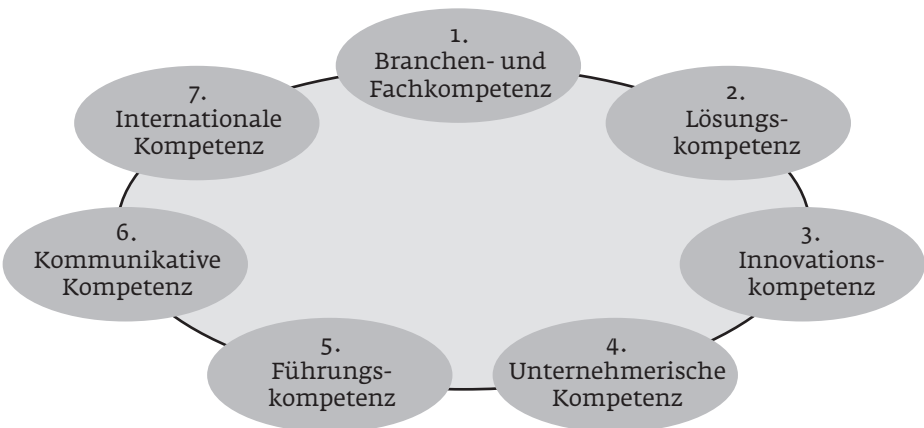 1.
Branchen- und
Fachkompetenz
2.
Lösungs-
kompetenz
3.
Innovations-
kompetenz
4.
Unternehmerische
Kompetenz
5.
Führungs-
kompetenz
6.
Kommunikative
Kompetenz
7.
Internationale
Kompetenz